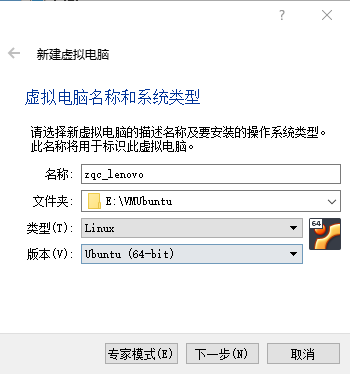 ?
新建虚拟电脑
虚拟电脑名称和系统类型
请选择新虚拟电脑的描述名称及要安装的操作系统类型。
此名称将用于标识此虚拟电脑。
名称: zqc_lenovo
文件夹: E:\VMUbuntu
类型(T): Linux
64
版本(V): Ubuntu (64-bit)
专家模式(E) 下一步(N) 取消